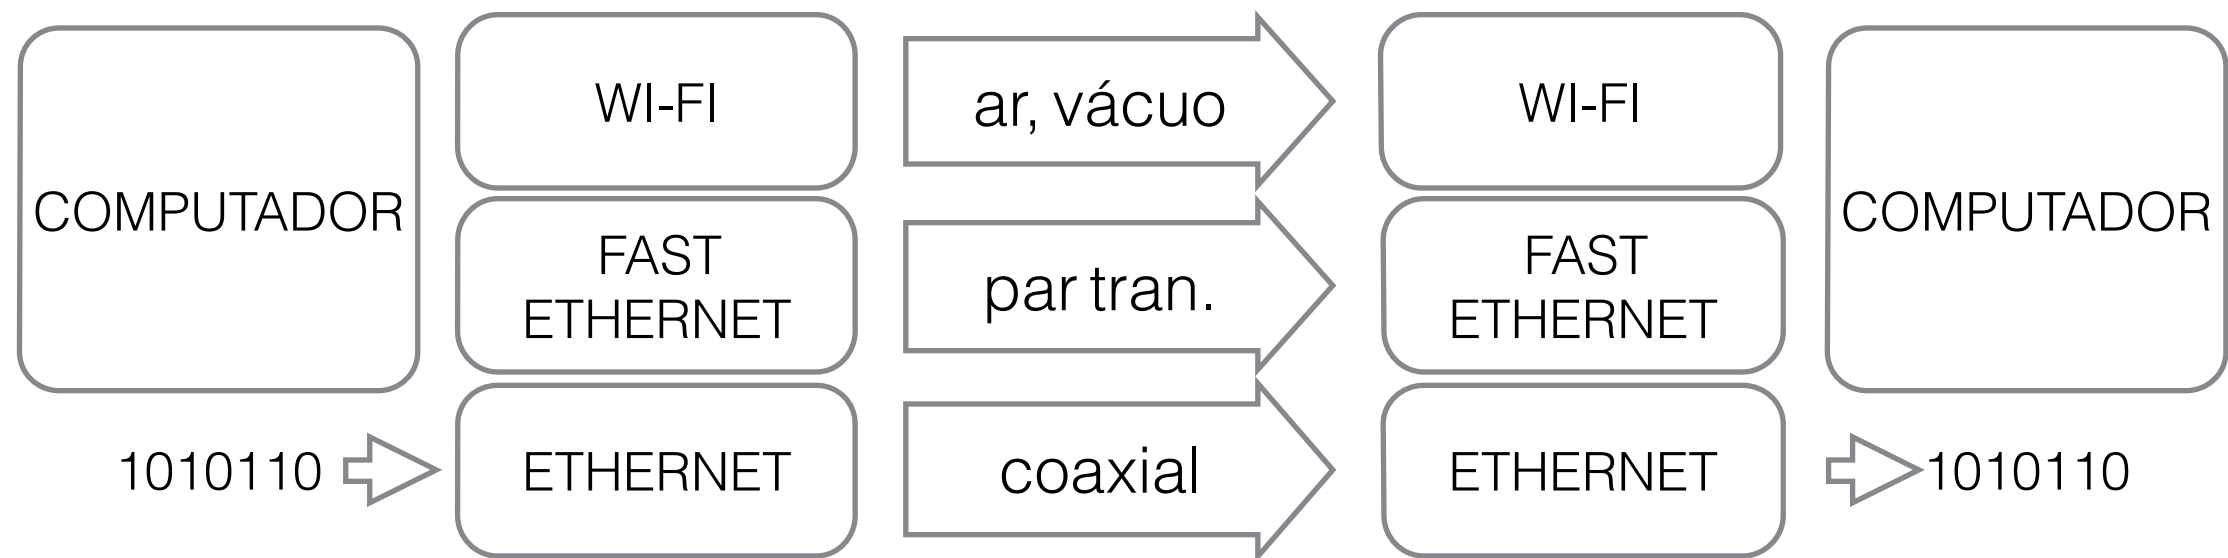 COMPUTADOR
WI-FI
ar, vácuo
WI-FI
COMPUTADOR
FAST
ETHERNET
par tran.
FAST
ETHERNET
1010110
ETHERNET
coaxial
ETHERNET
1010110